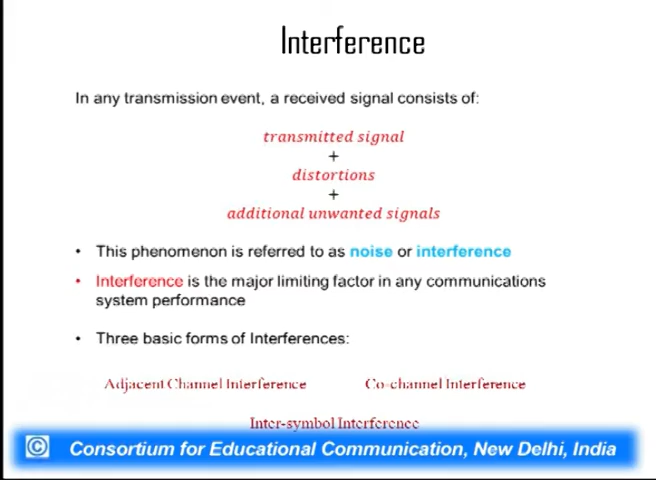 Interference
In any transmission event, a received signal consists of:
transmitted signal
+
distortions
+
additional unwanted signals
• This phenomenon is referred to as noise or interference
• Interference is the major limiting factor in any communications
system performance
• Three basic forms of Interferences:
Adjacent Channel Interference Co-channel Interference
Inter-symbol Interference
© Consortium for Educational Communication, New Delhi, India